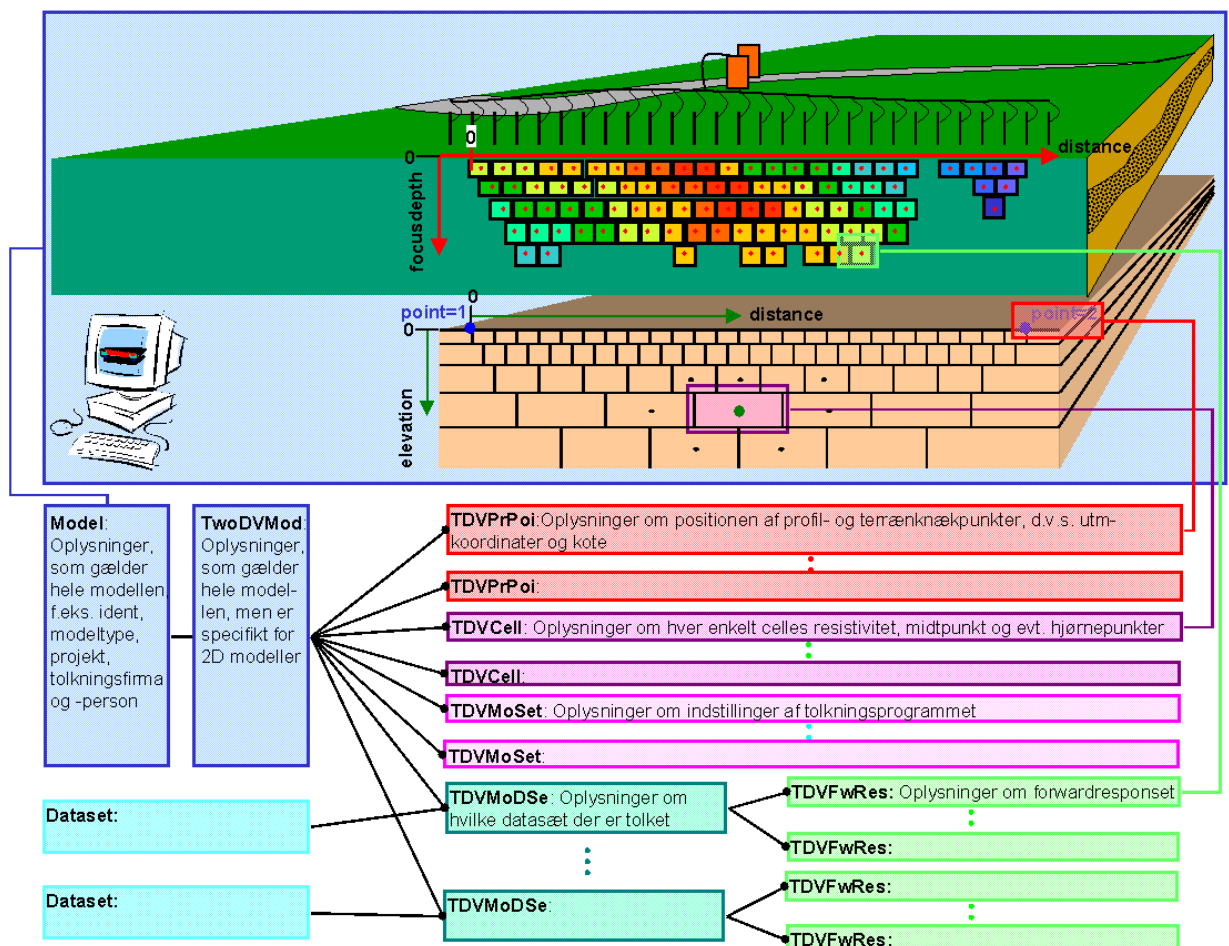 0
0
distance
focusdepth
0
point=1
distance
point=2
0
elevation
Model:
Oplysninger,
som gælder
hele modellen,
f.eks. ident,
modeltype,
projekt,
tolkningsfirma
og -person
TwoDVMod:
Oplysninger,
som gælder
hele model-
len, men er
specifikt for
2D modeller
TDVPrPoi:Oplysninger om positionen af profil- og terrænknækpunkter, d.v.s. utm-
koordinater og kote
TDVPrPoi:
TDVCell: Oplysninger om hver enkelt celles resistivitet, midtpunkt og evt. hjørnepunkter
TDVCell:
TDVMoSet: Oplysninger om indstillinger af tolkningsprogrammet
TDVMoSet:
Dataset:
TDVMoDSe: Oplysninger om
hvilke datasæt der er tolket
TDVFwRes: Oplysninger om forwardresponset
TDVFwRes:
Dataset:
TDVMoDSe:
TDVFwRes:
TDVFwRes: